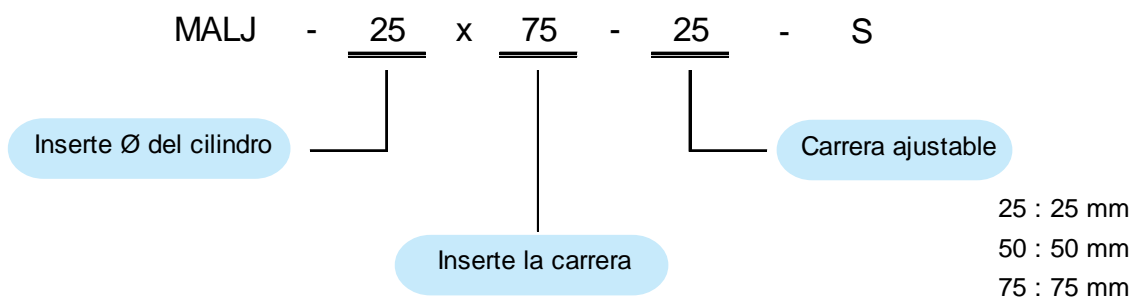 MALJ - 25 x 75 - 25 - S
Inserte Ø del cilindro
Carrera ajustable
25 : 25 mm
50 : 50 mm
75 : 75 mm
Inserte la carrera